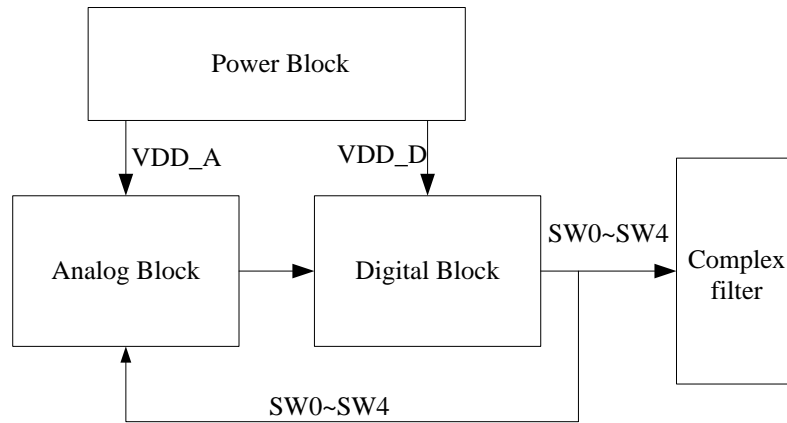 Power Block
VDD_A
VDD_D
Analog Block
Digital Block
SW0~SW4
Complex
filter
SW0~SW4